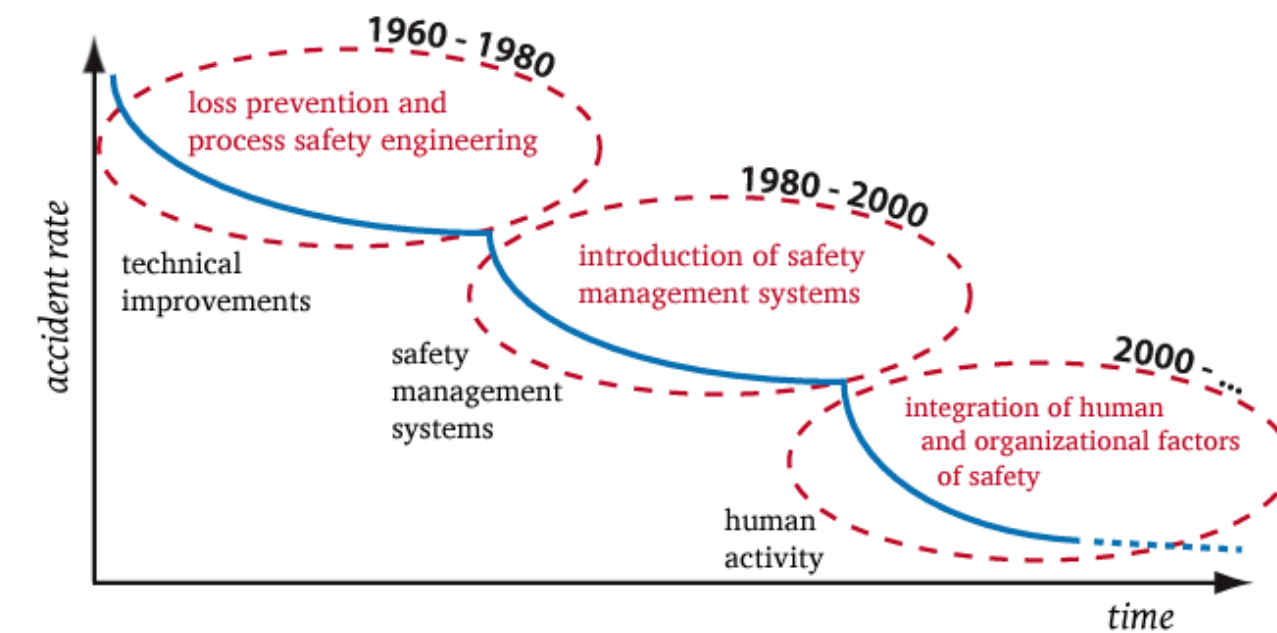 1960 - 1980
loss prevention and
process safety engineering
1980 - 2000
technical
improvements
introduction of safety
management systems
accident rate
safety
management
systems
2000 - ...
integration of human
and organizational factors
of safety
human
activity
time